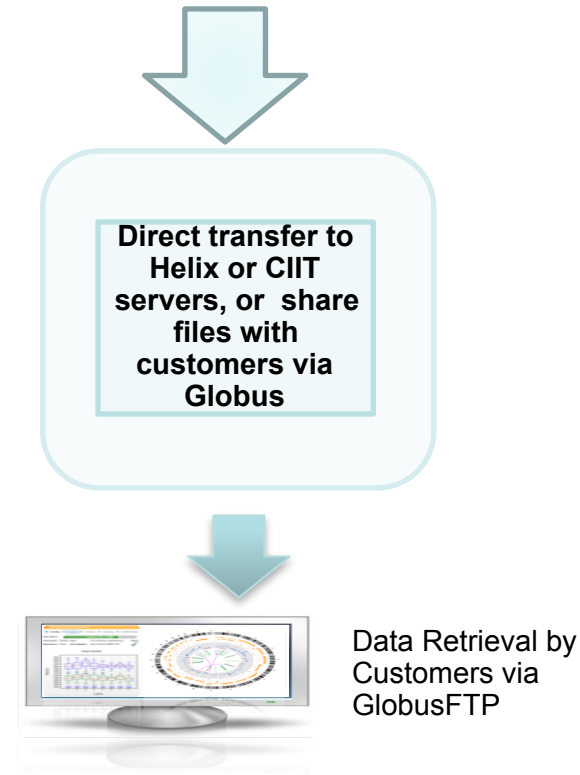 Direct transfer to
Helix or CIIT
servers, or share
files with
customers via
Globus
Data Retrieval by
Customers via
GlobusFTP